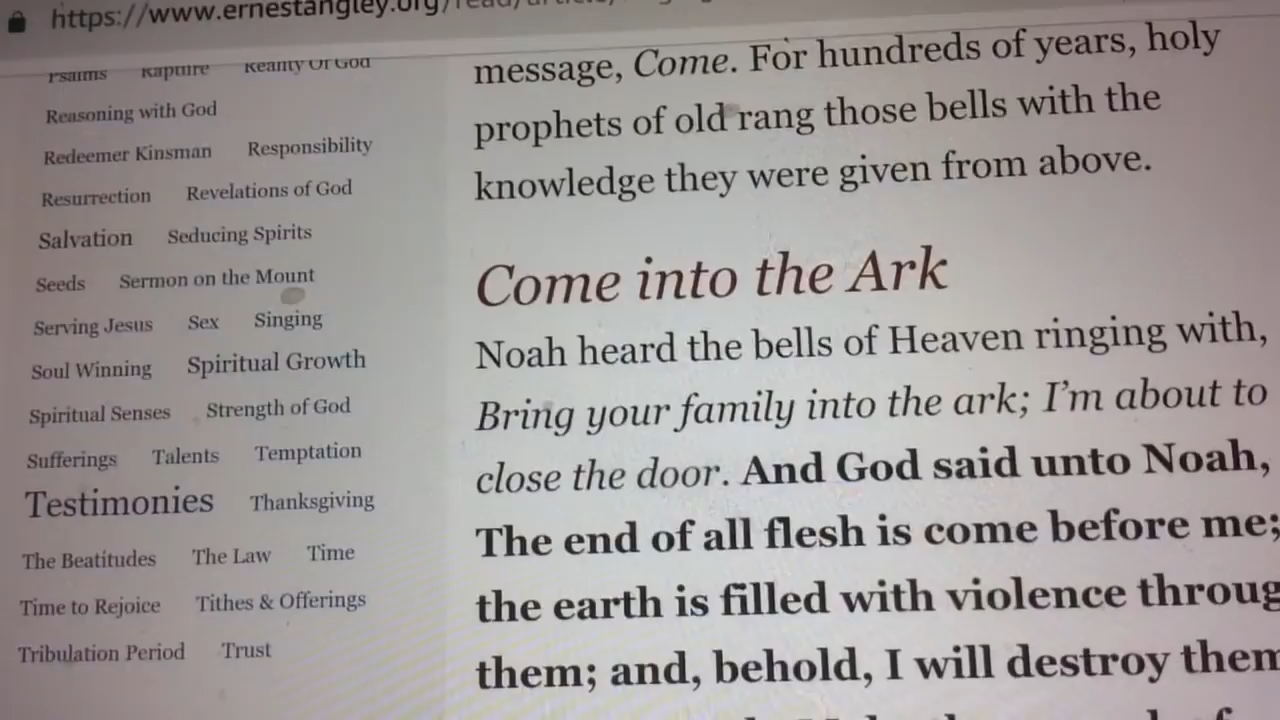 https://www.ernestangley.org/read/
Psalms Rapture Reality Of God
Reasoning with God
Redeemer Kinsman Responsibility
Resurrection Revelations of God
Salvation Seducing Spirits
Seeds Sermon on the Mount
Serving Jesus Sex Singing
Soul Winning Spiritual Growth
Spiritual Senses Strength of God
Sufferings Talents Temptation
Testimonies Thanksgiving
The Beatitudes The Law Time
Time to Rejoice Tithes & Offerings
Tribulation Period Trust
message, Come. For hundreds of years, holy
prophets of old rang those bells with the
knowledge they were given from above.
Come into the Ark
Noah heard the bells of Heaven ringing with,
Bring your family into the ark; I'm about to
close the door. And God said unto Noah,
The end of all flesh is come before me;
the earth is filled with violence throug
them; and, behold, I will destroy them